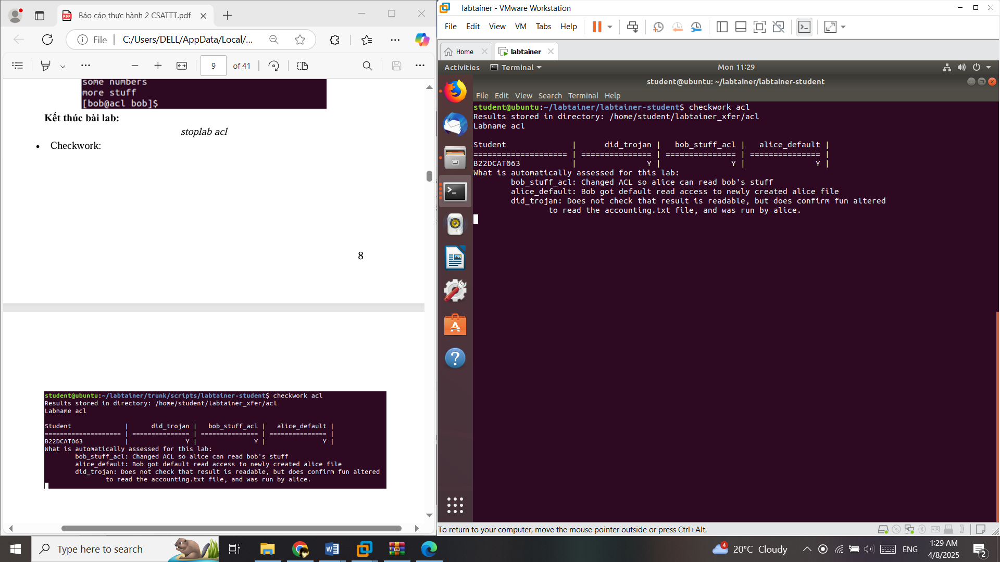 Báo cáo thực hành 2 CSATTT.pdf
File
C:/Users/DELL/AppData/Local/...
9 of 41
some numbers
more stuff
[bob@acl bob]$
Kết thúc bài lab:
stoplab acl
• Checkwork:
8
student@ubuntu:~/labtainer/trunk/scripts/labtainer-student$ checkwork acl
Results stored in directory: /home/student/labtainer_xfer/acl
Labname acl
Student | did_trojan | bob_stuff_acl | alice_default |
==================== | =============== | =============== | =============== |
B22DCAT063 | Y | Y | Y |
What is automatically assessed for this lab:
bob_stuff_acl: Changed ACL so alice can read bob's stuff
alice_default: Bob got default read access to newly created alice file
did_trojan: Does not check that result is readable, but does confirm fun altered
to read the accounting.txt file, and was run by alice.
labtainer - VMware Workstation
File Edit View VM Tabs Help
Home labtainer
Activities Terminal Mon 11:29
student@ubuntu: ~/labtainer/labtainer-student
File Edit View Search Terminal Help
student@ubuntu:~/labtainer/labtainer-student$ checkwork acl
Results stored in directory: /home/student/labtainer_xfer/acl
Labname acl
Student | did_trojan | bob_stuff_acl | alice_default |
==================== | =============== | =============== | =============== |
B22DCAT063 | Y | Y | Y |
What is automatically assessed for this lab:
bob_stuff_acl: Changed ACL so alice can read bob's stuff
alice_default: Bob got default read access to newly created alice file
did_trojan: Does not check that result is readable, but does confirm fun altered
to read the accounting.txt file, and was run by alice.
To return to your computer, move the mouse pointer outside or press Ctrl+Alt.
Type here to search
4
20°C Cloudy
ENG
1:29 AM
4/8/2025
2